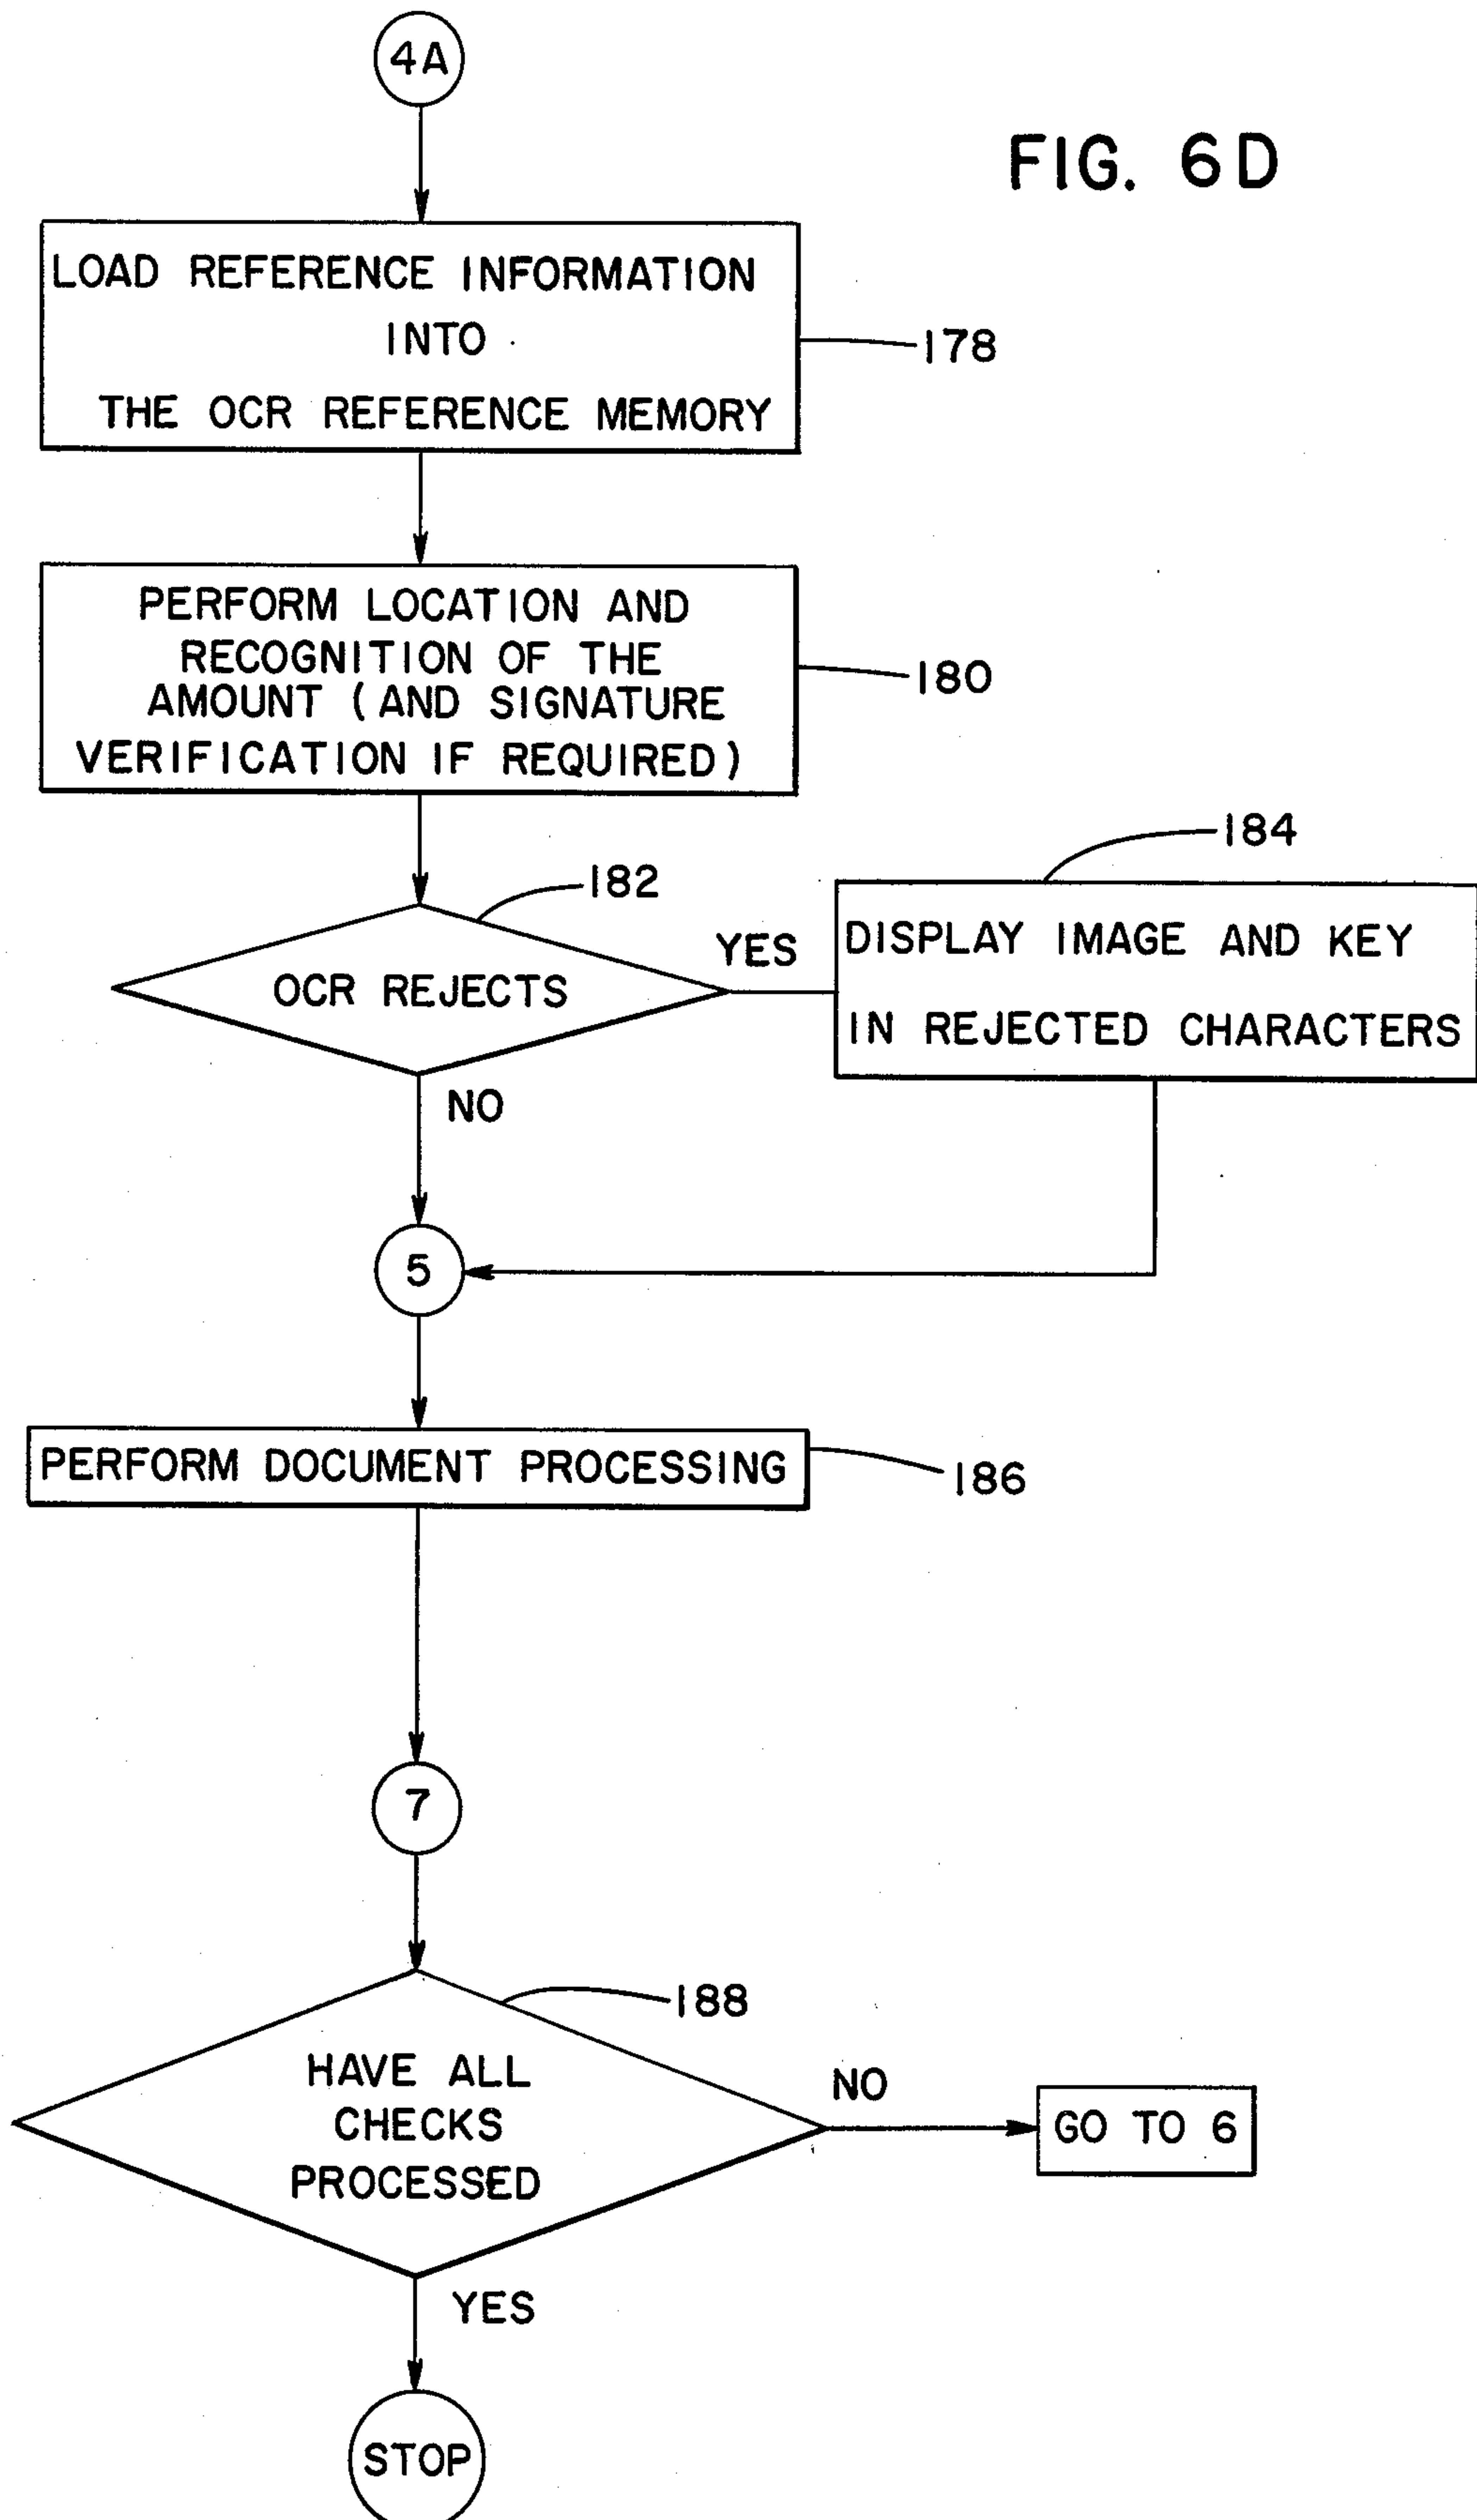 4A
FIG. 6D
LOAD REFERENCE INFORMATION
INTO
THE OCR REFERENCE MEMORY
178
PERFORM LOCATION AND
RECOGNITION OF THE
AMOUNT (AND SIGNATURE
VERIFICATION IF REQUIRED)
180
182
184
OCR REJECTS
YES
DISPLAY IMAGE AND KEY
IN REJECTED CHARACTERS
NO
5
PERFORM DOCUMENT PROCESSING
186
7
188
HAVE ALL
CHECKS
PROCESSED
NO
GO TO 6
YES
STOP